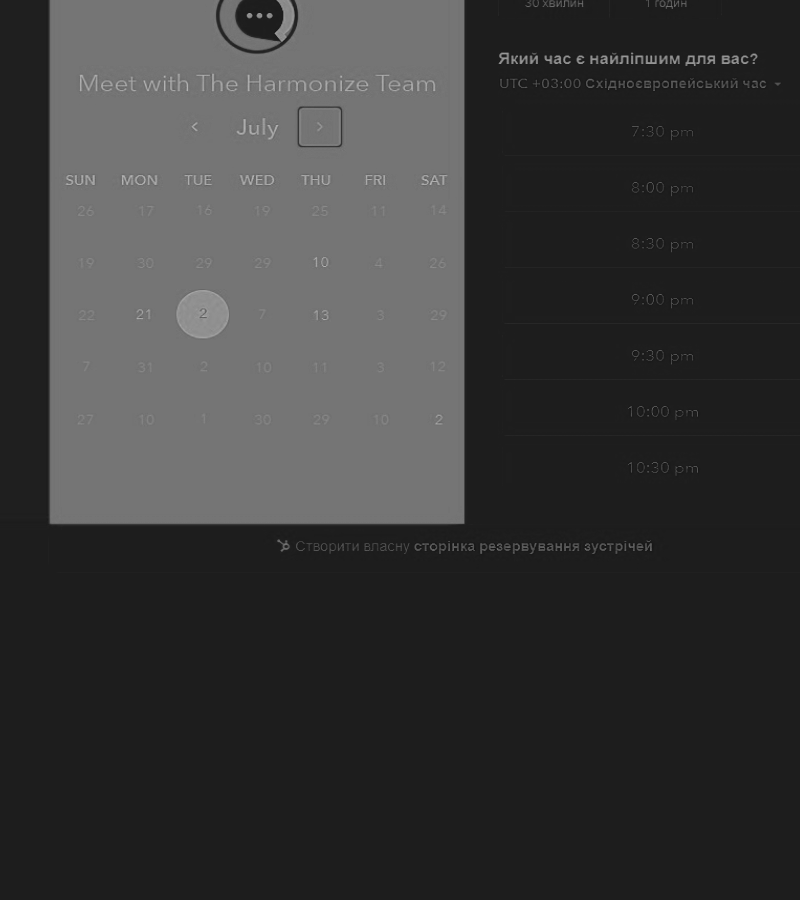 Meet with The Harmonize Team
July
SUN MON TUE WED THU FRI SAT
26 17 16 19 25 11 14
19 30 29 29 10 4 26
22 21 2 7 13 3 29
7 31 2 10 11 3 12
27 10 1 30 29 10 2
30 хвилин 1 годин
Який час є найліпшим для вас?
UTC +03:00 Східноєвропейський час
7:30 pm
8:00 pm
8:30 pm
9:00 pm
9:30 pm
10:00 pm
10:30 pm
Створити власну сторінка резервування зустрічей